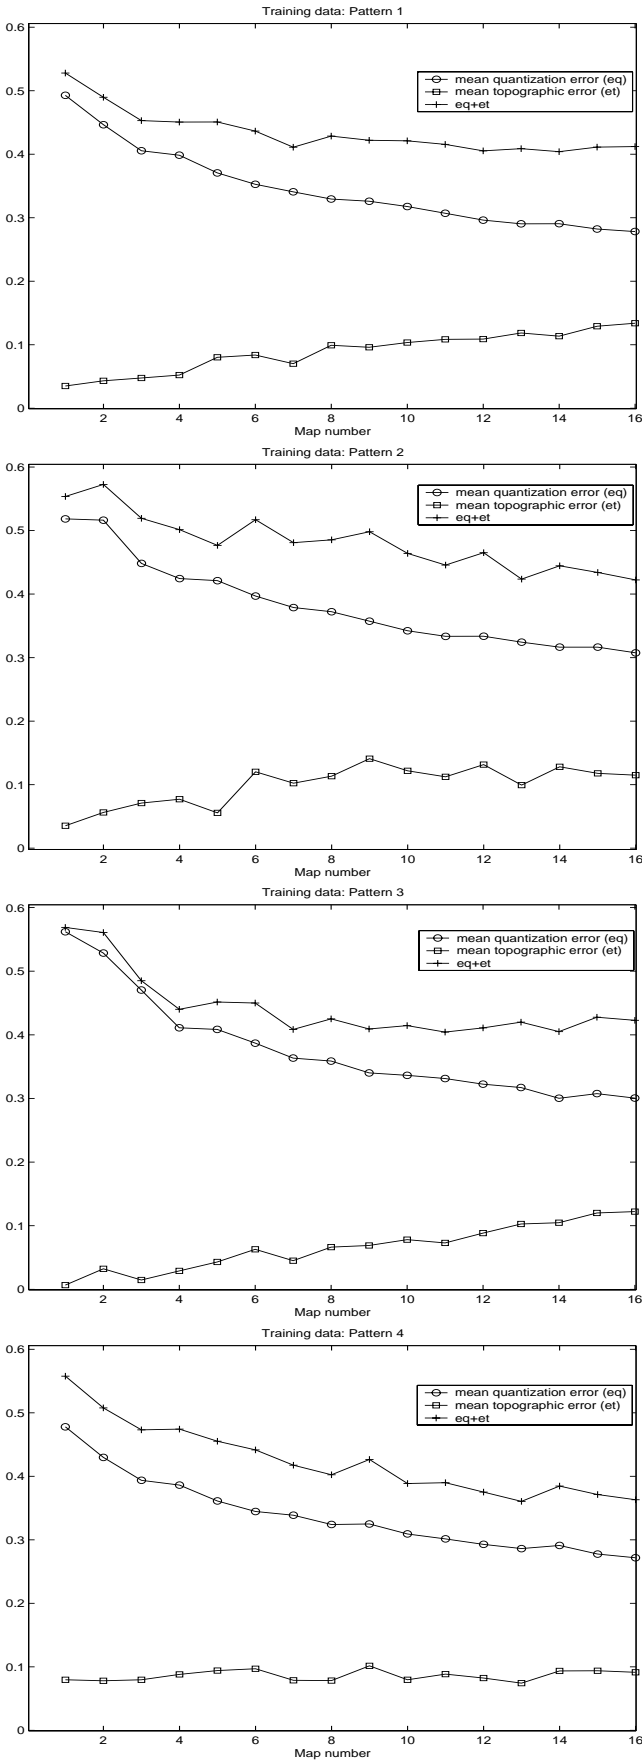 Training data: Pattern 1
0.6
0.5
0.4
0.3
0.2
0.1
0
mean quantization error (eq)
mean topographic error (et)
eq+et
2 4 6 8 10 12 14 16
Map number
Training data: Pattern 2
0.6
0.5
0.4
0.3
0.2
0.1
0
mean quantization error (eq)
mean topographic error (et)
eq+et
2 4 6 8 10 12 14 16
Map number
Training data: Pattern 3
0.6
0.5
0.4
0.3
0.2
0.1
0
mean quantization error (eq)
mean topographic error (et)
eq+et
2 4 6 8 10 12 14 16
Map number
Training data: Pattern 4
0.6
0.5
0.4
0.3
0.2
0.1
0
mean quantization error (eq)
mean topographic error (et)
eq+et
2 4 6 8 10 12 14 16
Map number